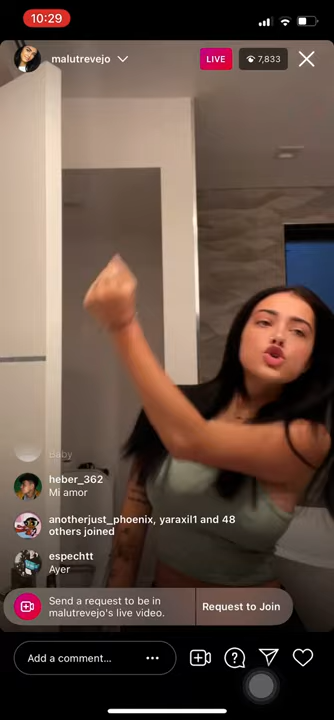 10:29
malutrevejo
LIVE
7,833
Baby
heber_362
Mi amor
anotherjust_phoenix, yaraxil1 and 48
others joined
espechtt
Ayer
Send a request to be in
malutrevejo's live video.
Request to Join
Add a comment...